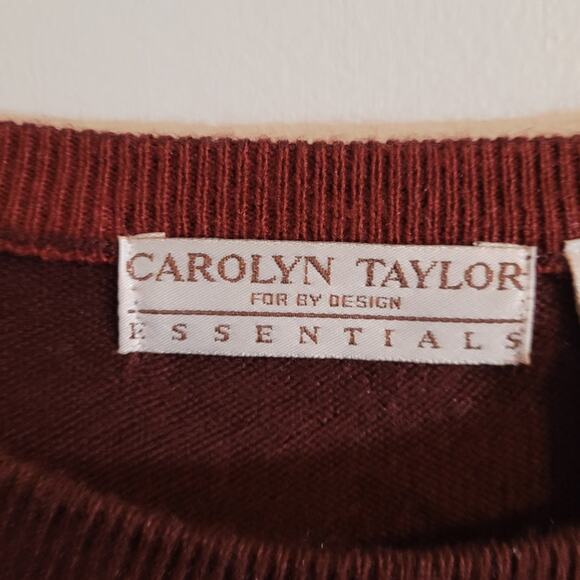 CAROLYN TAYLOR
FOR BY DESIGN
ESSENTIALS